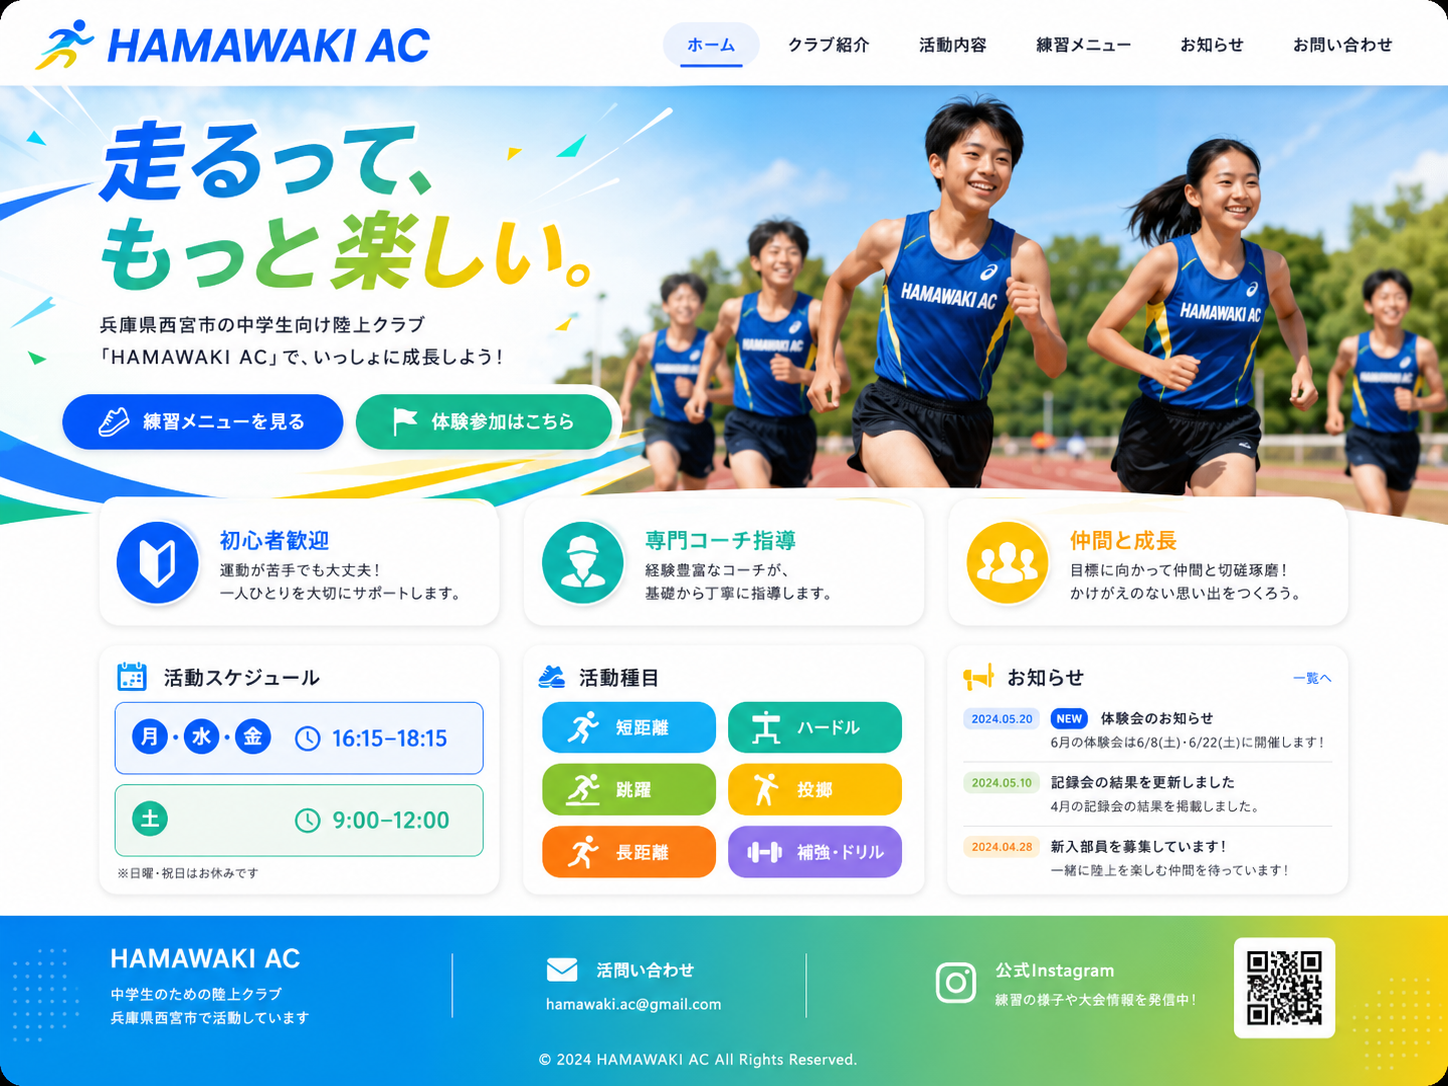 HAMAWAKI AC
ホーム
クラブ紹介
活動内容
練習メニュー
お知らせ
お問い合わせ
走るって、
もっと楽しい。
兵庫県西宮市の中学生向け陸上クラブ
「HAMAWAKI AC」で、いっしょに成長しよう!
練習メニューを見る
体験参加はこちら
HAMAWAKI AC
HAMAWAKI AC
HAMAWAKI AC
HAMAWAKI AC
HAMAWAKI AC
初心者歓迎
運動が苦手でも大丈夫!
一人ひとりを大切にサポートします。
専門コーチ指導
経験豊富なコーチが、
基礎から丁寧に指導します。
仲間と成長
目標に向かって仲間と切磋琢磨!
かけがえのない思い出をつくろう。
活動スケジュール
月・水・金 16:15–18:15
土 9:00–12:00
※日曜・祝日はお休みです
活動種目
短距離
ハードル
跳躍
投擲
長距離
補強・ドリル
お知らせ
一覧へ
2024.05.20 NEW 体験会のお知らせ
6月の体験会は6/8(土)・6/22(土)に開催します!
2024.05.10 記録会の結果を更新しました
4月の記録会の結果を掲載しました。
2024.04.28 新入部員を募集しています!
一緒に陸上を楽しむ仲間を待っています!
HAMAWAKI AC
中学生のための陸上クラブ
兵庫県西宮市で活動しています
活問い合わせ
hamawaki.ac@gmail.com
公式Instagram
練習の様子や大会情報を発信中!
© 2024 HAMAWAKI AC All Rights Reserved.